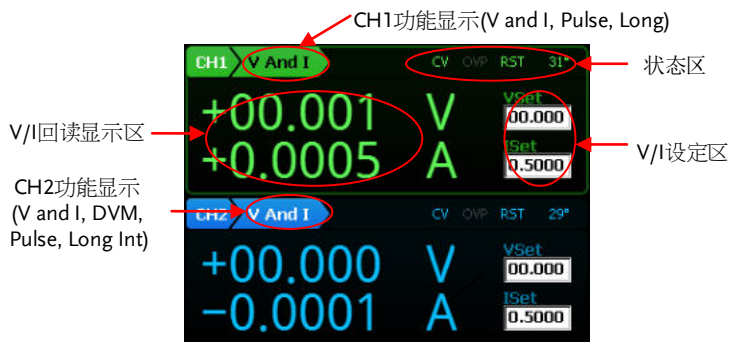 CH1功能显示(V and I, Pulse, Long)
CH1 V And I CV OVP RST 31°
状态区
+00.001 V
VSet
00.000
V/I回读显示区
V/I设定区
+0.0005 A
ISet
0.5000
CH2功能显示
(V and I, DVM,
Pulse, Long Int)
CH2 V And I CV OVP RST 29°
+00.000 V
VSet
00.000
−0.0001 A
ISet
0.5000